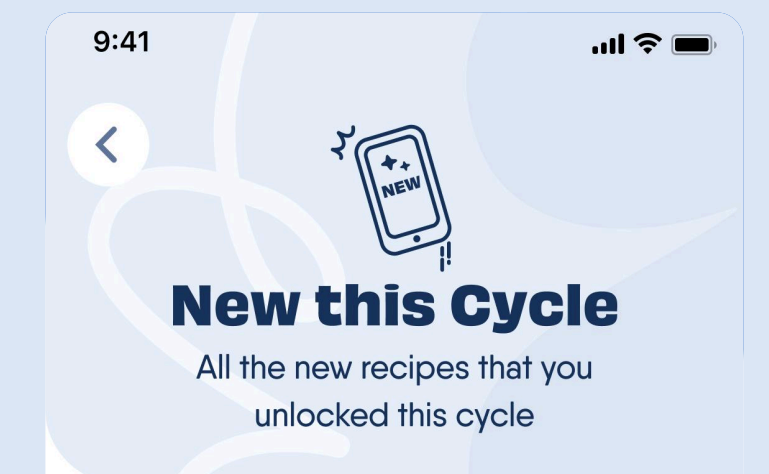 9:41
NEW
New this Cycle
All the new recipes that you
unlocked this cycle